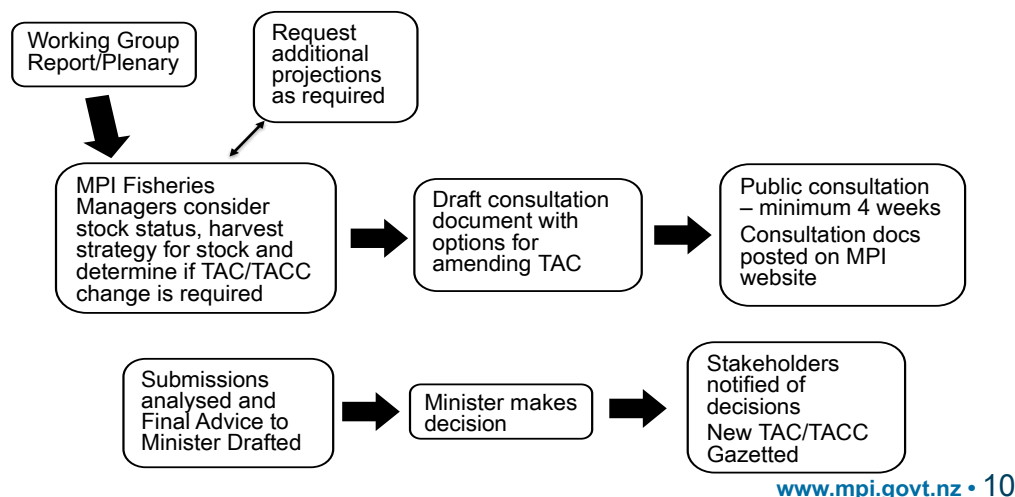 Working Group
Report/Plenary
Request
additional
projections
as required
MPI Fisheries
Managers consider
stock status, harvest
strategy for stock and
determine if TAC/TACC
change is required
Draft consultation
document with
options for
amending TAC
Public consultation
– minimum 4 weeks
Consultation docs
posted on MPI
website
Submissions
analysed and
Final Advice to
Minister Drafted
Minister makes
decision
Stakeholders
notified of
decisions
New TAC/TACC
Gazetted
www.mpi.govt.nz • 10